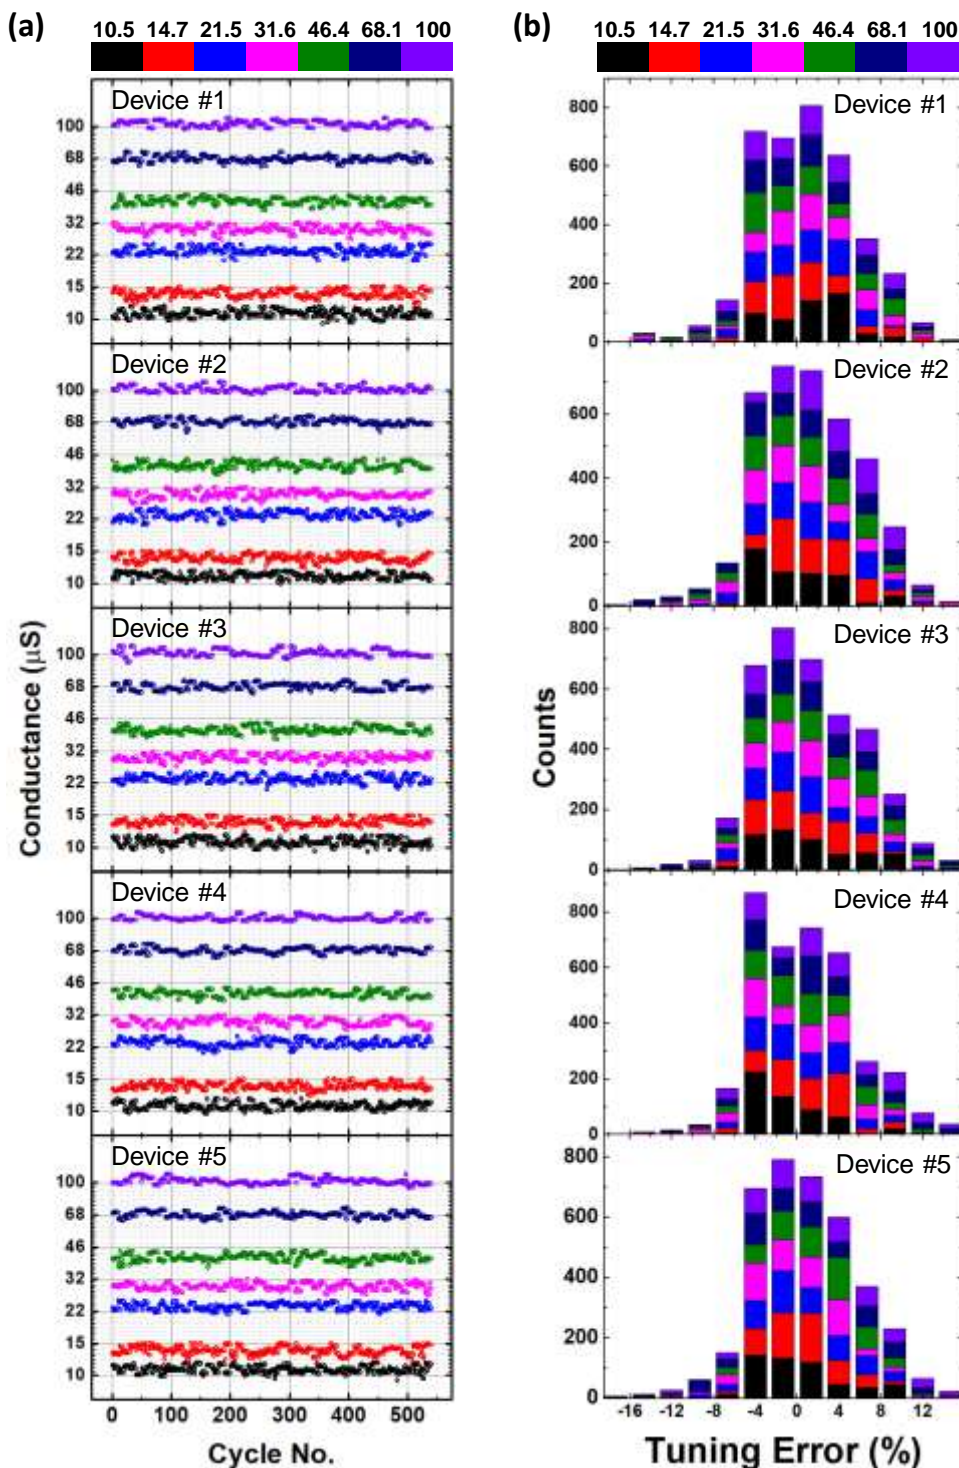 (a)
10.5 14.7 21.5 31.6 46.4 68.1 100
Device #1
100
68
46
32
22
15
10
Device #2
100
68
46
32
22
15
10
Device #3
100
68
46
32
22
15
10
Device #4
100
68
46
32
22
15
10
Device #5
100
68
46
32
22
15
10
0 100 200 300 400 500
Cycle No.
Conductance (μS)
(b)
10.5 14.7 21.5 31.6 46.4 68.1 100
Device #1
800
600
400
200
0
Device #2
600
400
200
0
Device #3
800
600
400
200
0
Device #4
800
600
400
200
0
Device #5
800
600
400
200
0
-16 -12 -8 -4 0 4 8 12
Tuning Error (%)
Counts